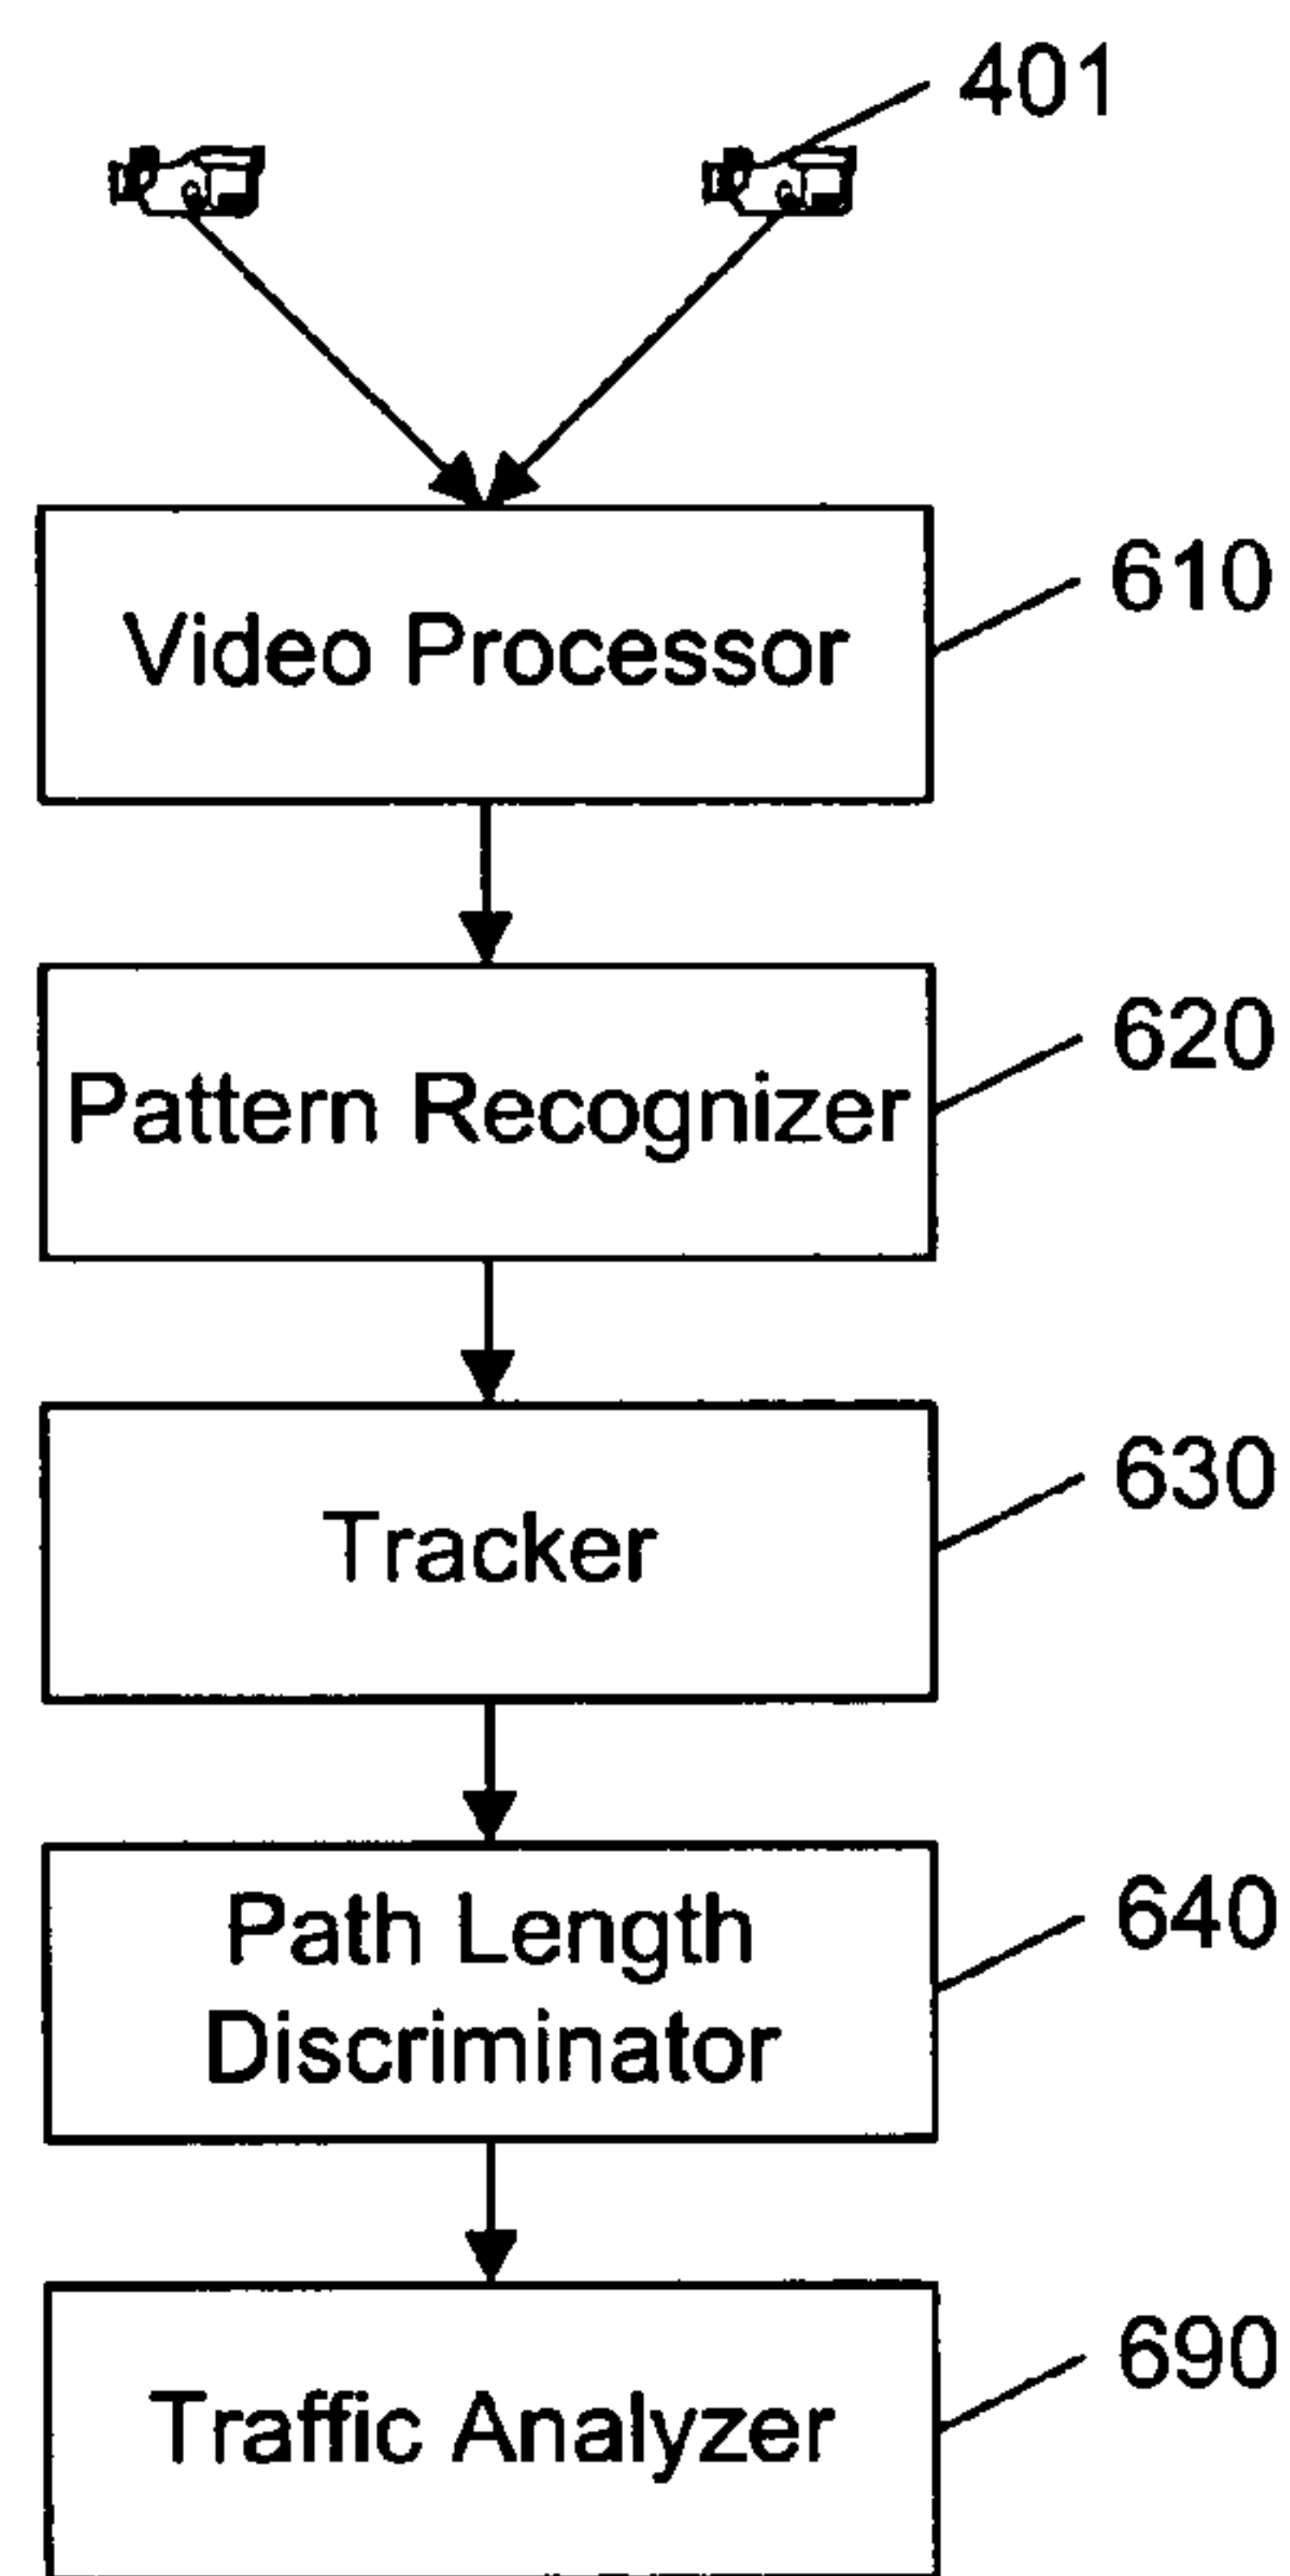 401
610
Video Processor
620
Pattern Recognizer
630
Tracker
640
Path Length
Discriminator
690
Traffic Analyzer